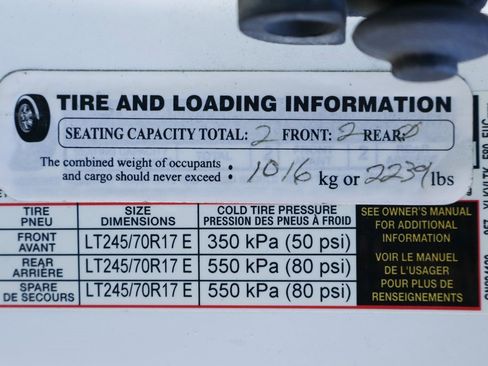 TIRE AND LOADING INFORMATION
SEATING CAPACITY TOTAL: 2 FRONT: 2 REAR: 0
The combined weight of occupants
and cargo should never exceed : 1016 kg or 2239 lbs
TIRE PNEU SIZE DIMENSIONS COLD TIRE PRESSURE PRESSION DES PNEUS À FROID
FRONT AVANT LT245/70R17 E 350 kPa (50 psi)
REAR ARRIÈRE LT245/70R17 E 550 kPa (80 psi)
SPARE DE SECOURS LT245/70R17 E 550 kPa (80 psi)
SEE OWNER'S MANUAL
FOR ADDITIONAL
INFORMATION
VOIR LE MANUEL
DE L'USAGER
POUR PLUS DE
RENSEIGNEMENTS